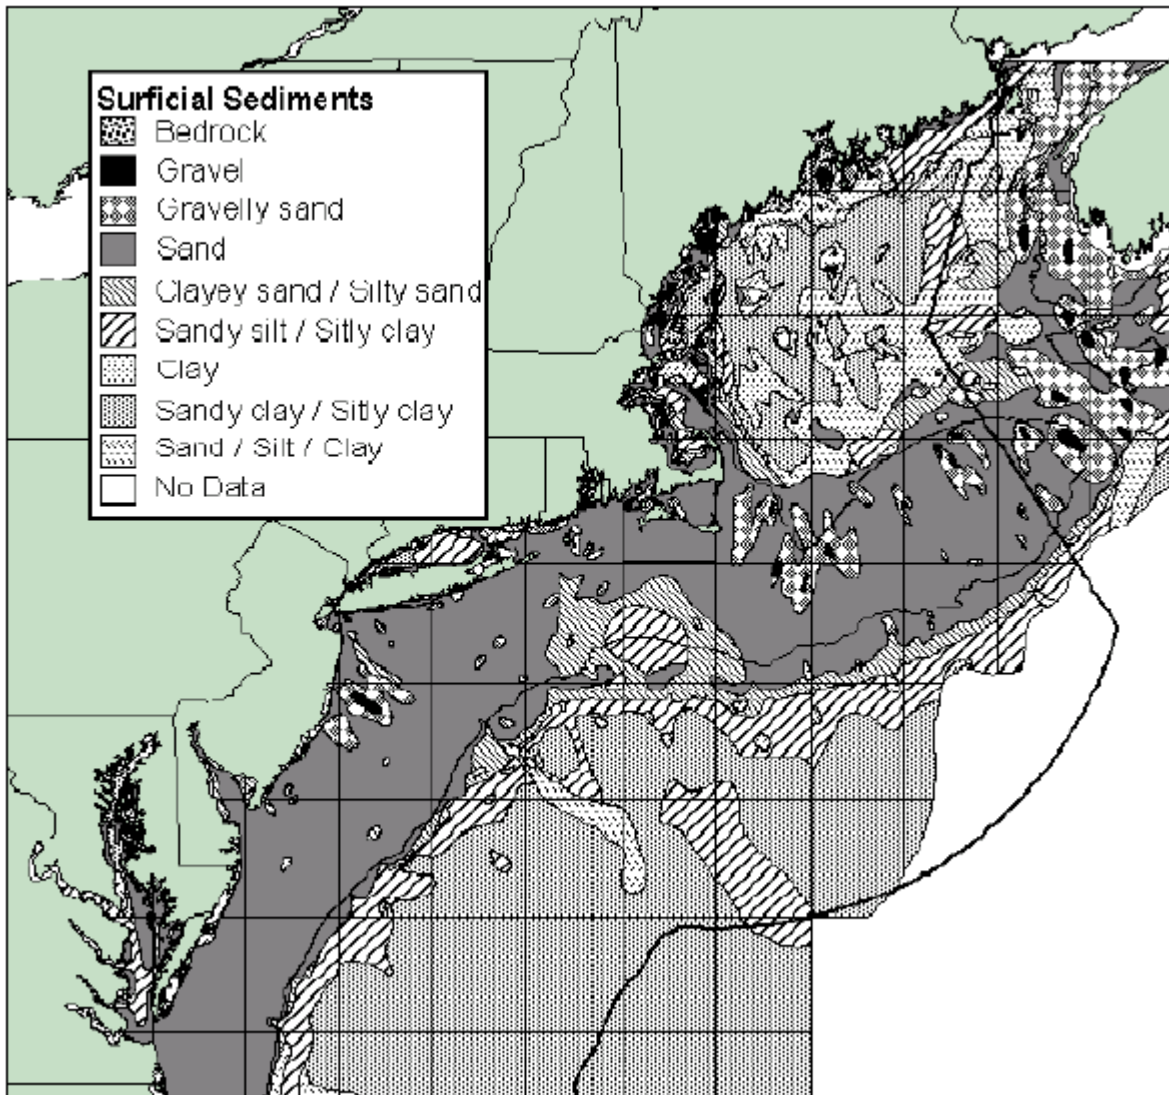 Surficial Sediments
Bedrock
Gravel
Gravelly sand
Sand
Clayey sand / Silty sand
Sandy silt / Sitly clay
Clay
Sandy clay / Sitly clay
Sand / Silt / Clay
No Data